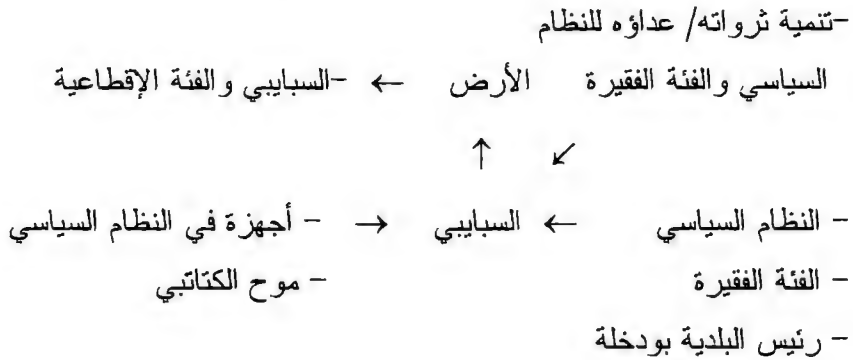 -تنمية ثرواته/ عداؤه للنظام
السياسي والفئة الفقيرة الأرض ← -السبايبي والفئة الإقطاعية
↑ ↙
- النظام السياسي ← السبايبي → - أجهزة في النظام السياسي
- الفئة الفقيرة - موح الكتاتبي
- رئيس البلدية بودخلة